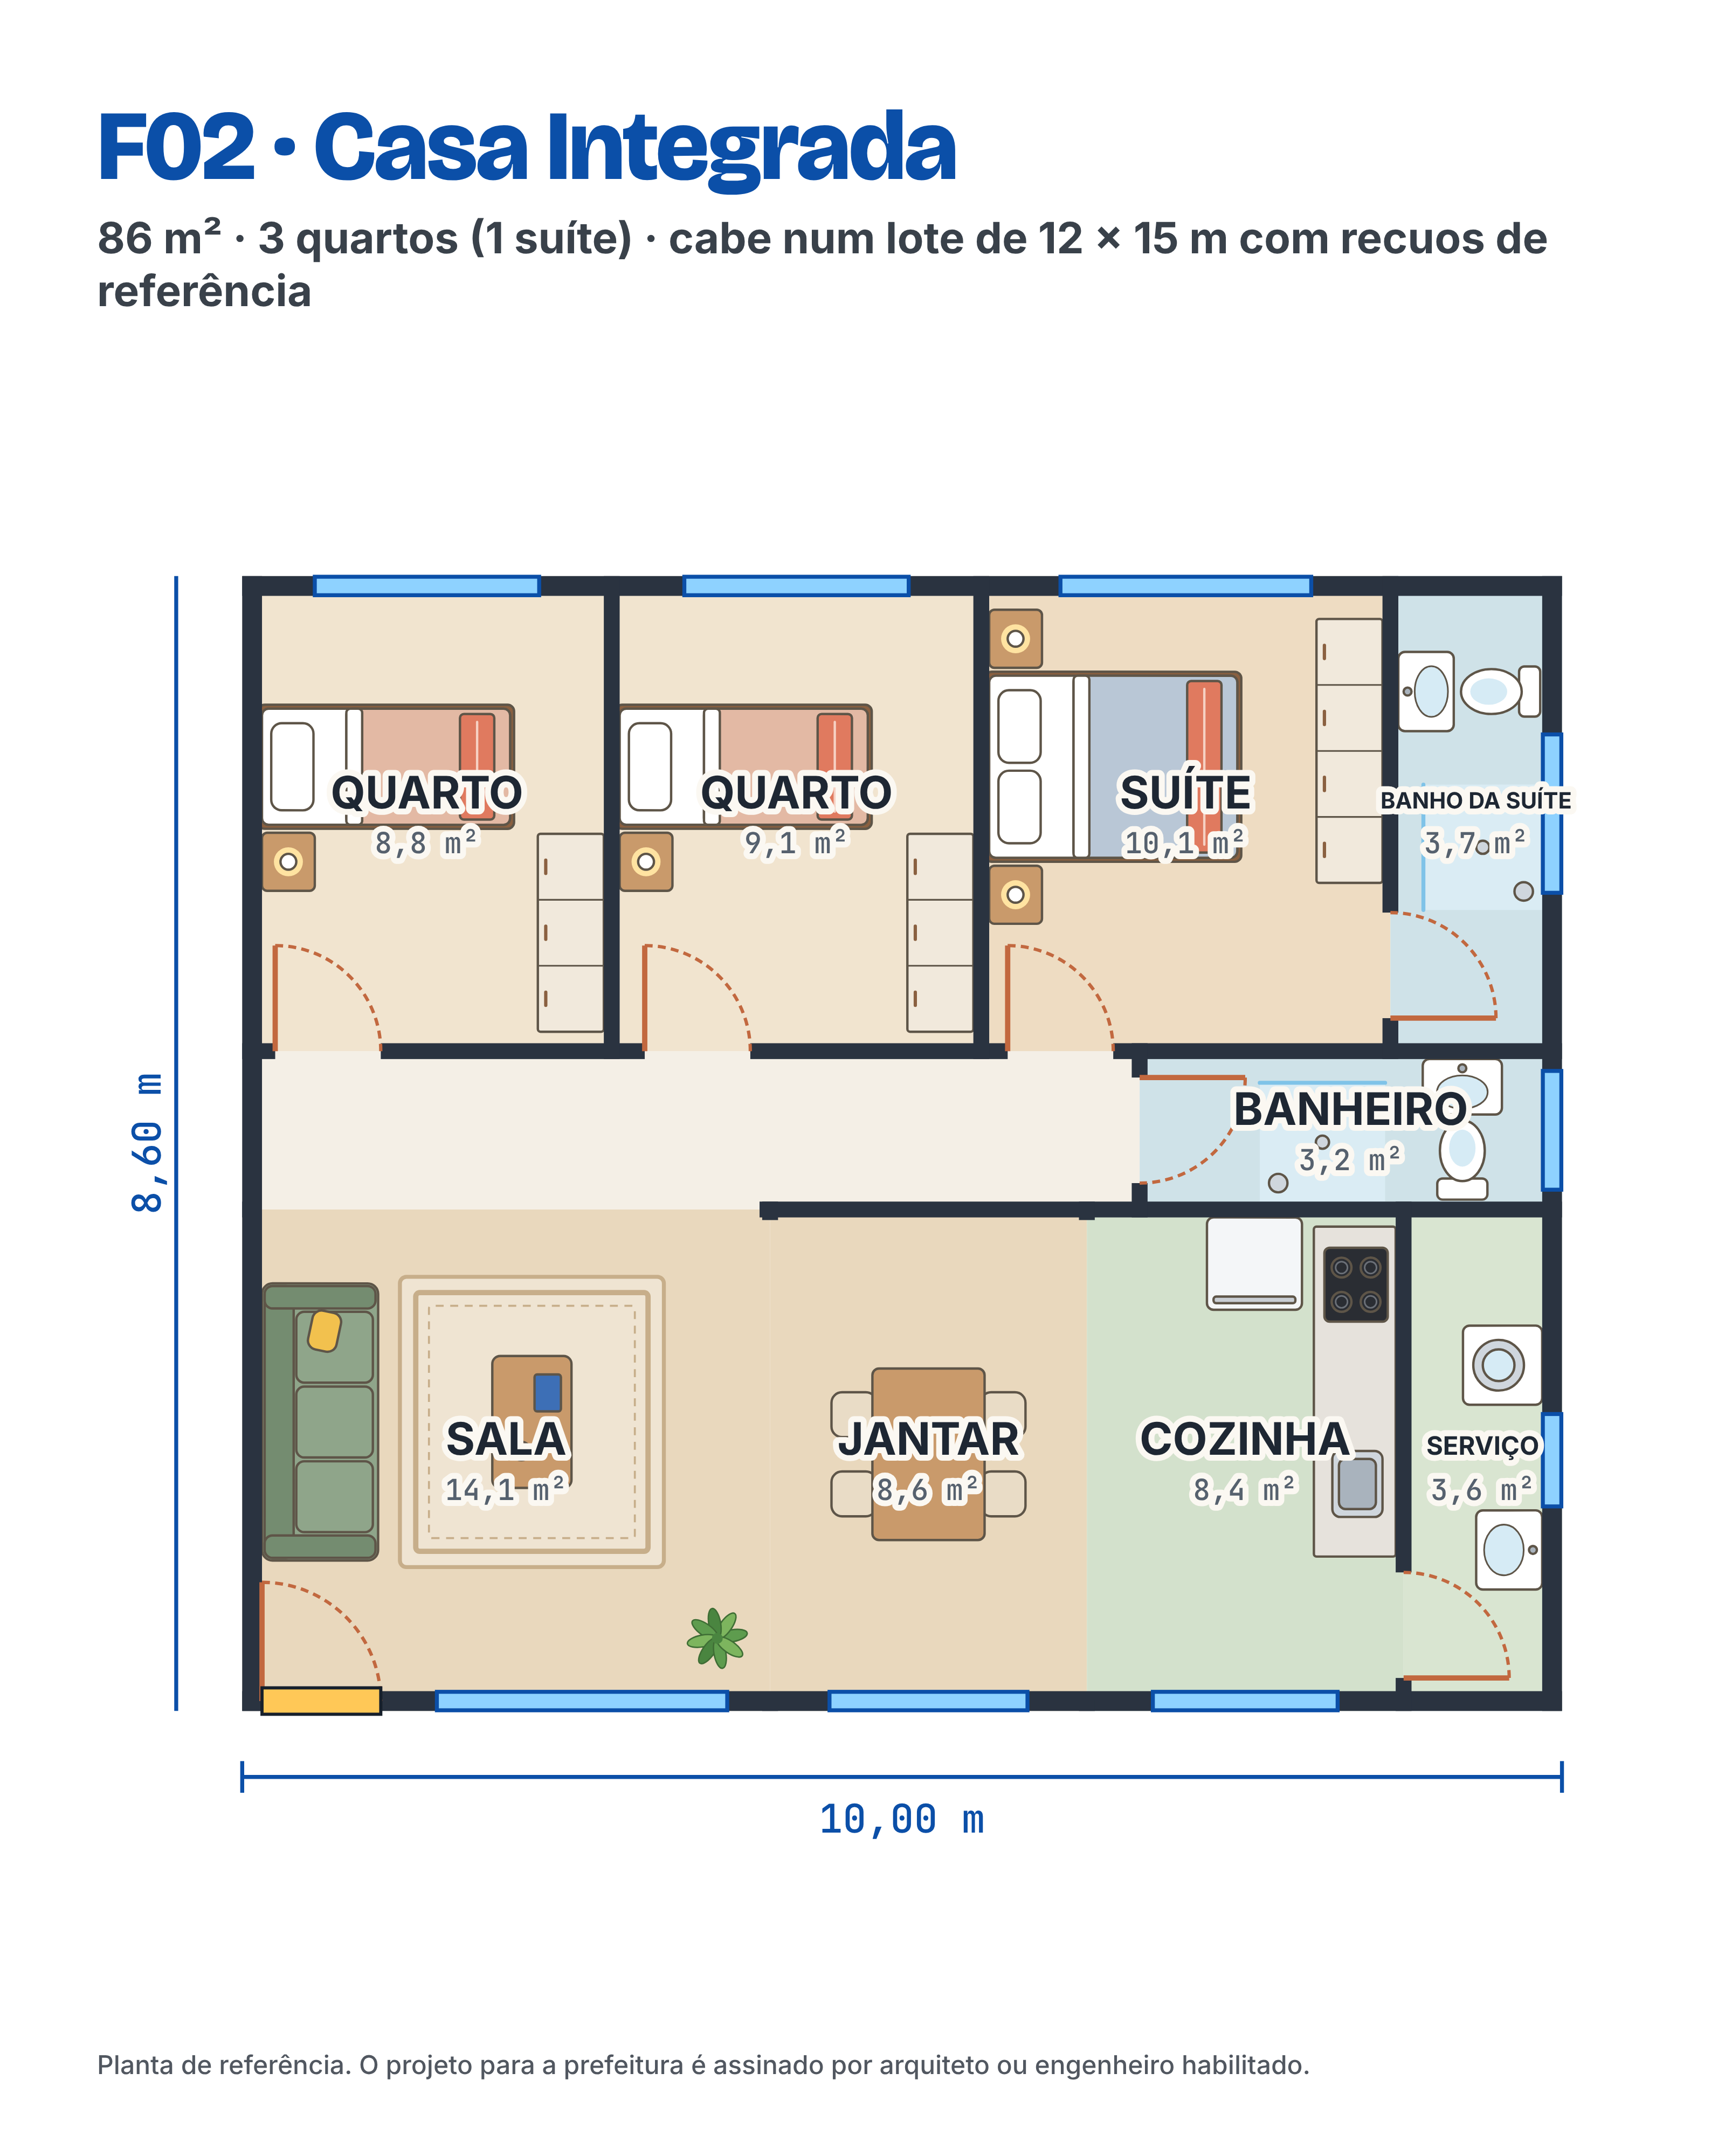 F02 · Casa Integrada
86 m² · 3 quartos (1 suíte) · cabe num lote de 12 × 15 m com recuos de
referência
QUARTO
8,8 m²
QUARTO
9,1 m²
SUÍTE
10,1 m²
BANHO DA SUÍTE
3,7 m²
8,60 m
BANHEIRO
3,2 m²
SALA
14,1 m²
JANTAR
8,6 m²
COZINHA
8,4 m²
SERVIÇO
3,6 m²
10,00 m
Planta de referência. O projeto para a prefeitura é assinado por arquiteto ou engenheiro habilitado.